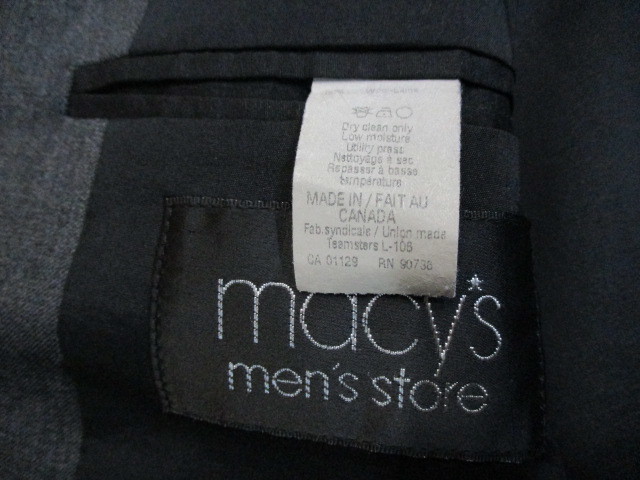 Dry clean only
Low moisture
Utility press
Nettoyage à sec
Repasser à basse
température
MADE IN / FAIT AU
CANADA
Fab.syndicale / Union made
Teamsters L-106
CA 01129 RN 90738
macy's
men's store